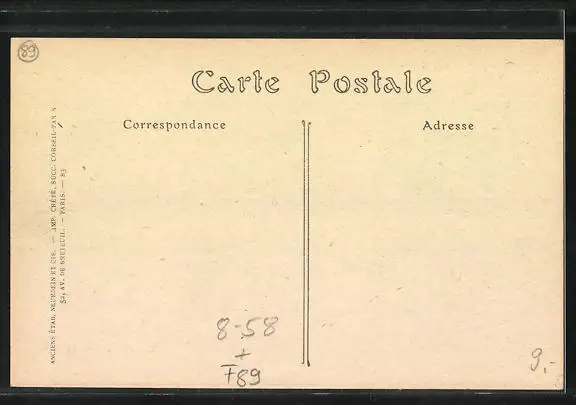 89
Carte Postale
Correspondance
Adresse
ANCIENS ÉTAB. NEURDEIN ET CIE. — IMP. CRÉTÉ, SUCC. CORBEIL-PARIS
52, AV. DE BRETEUIL. — PARIS. — 83
8-58
+
F89
9,-